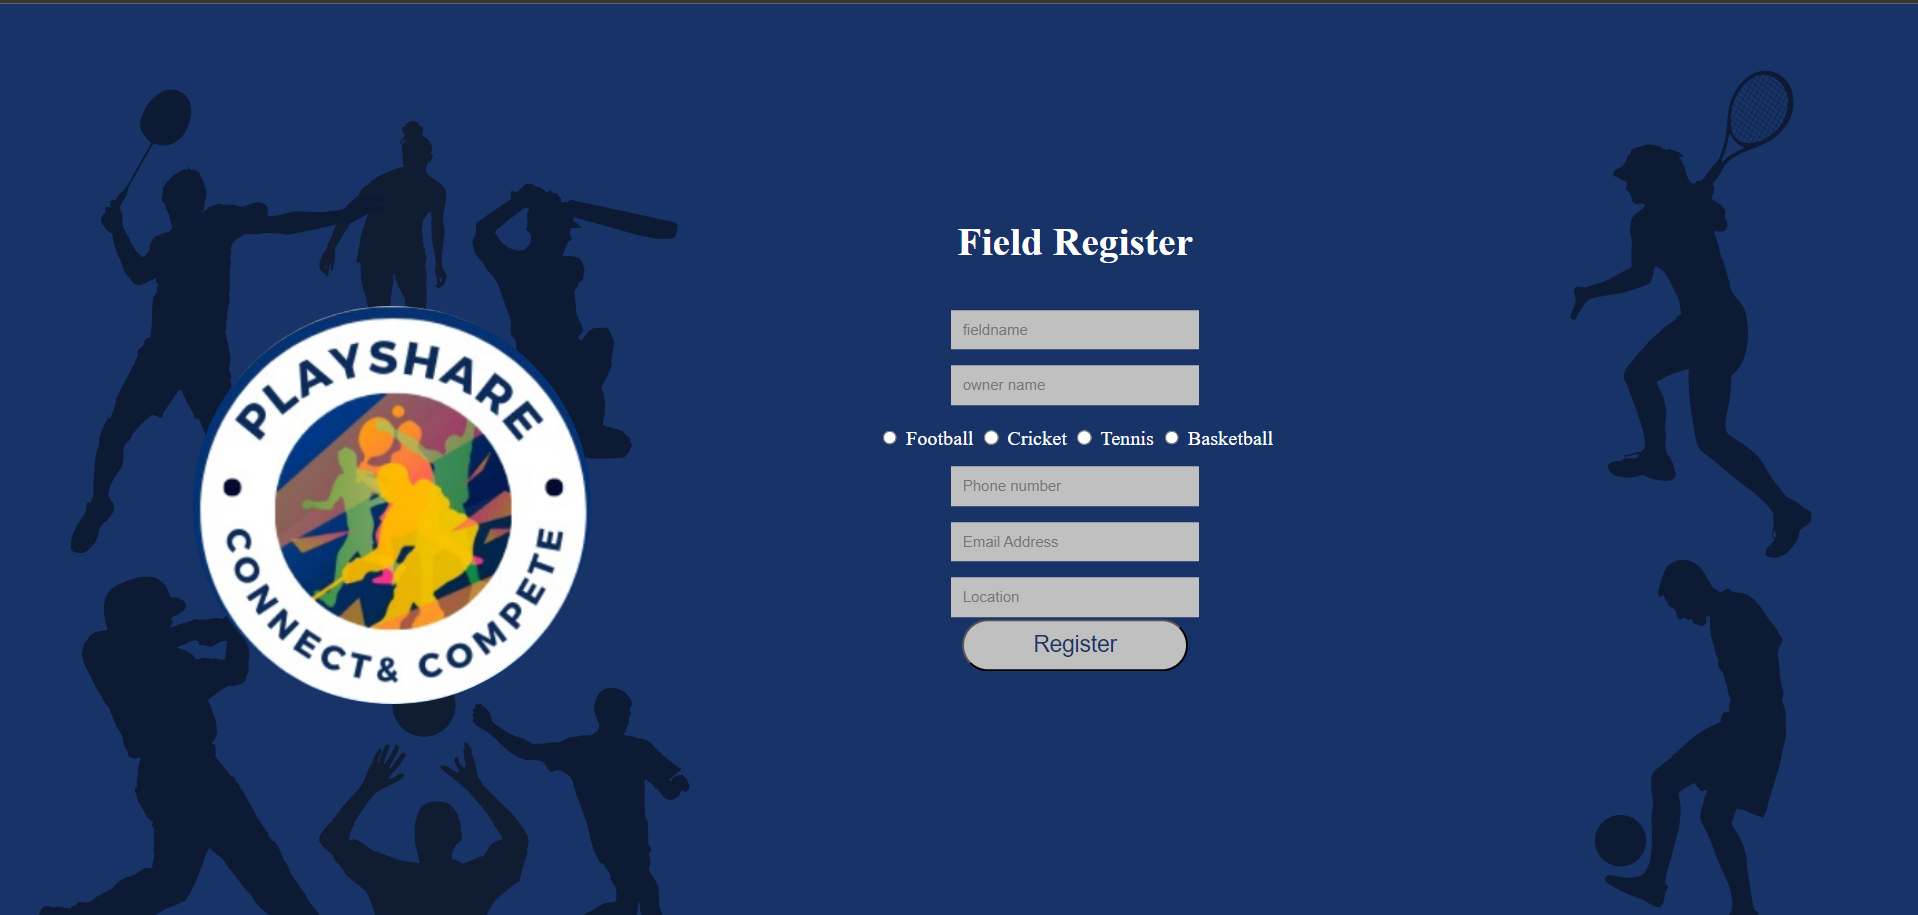 Field Register
fieldname
owner name
Football Cricket Tennis Basketball
Phone number
Email Address
Location
Register
PLAYSHARE
CONNECT& COMPETE